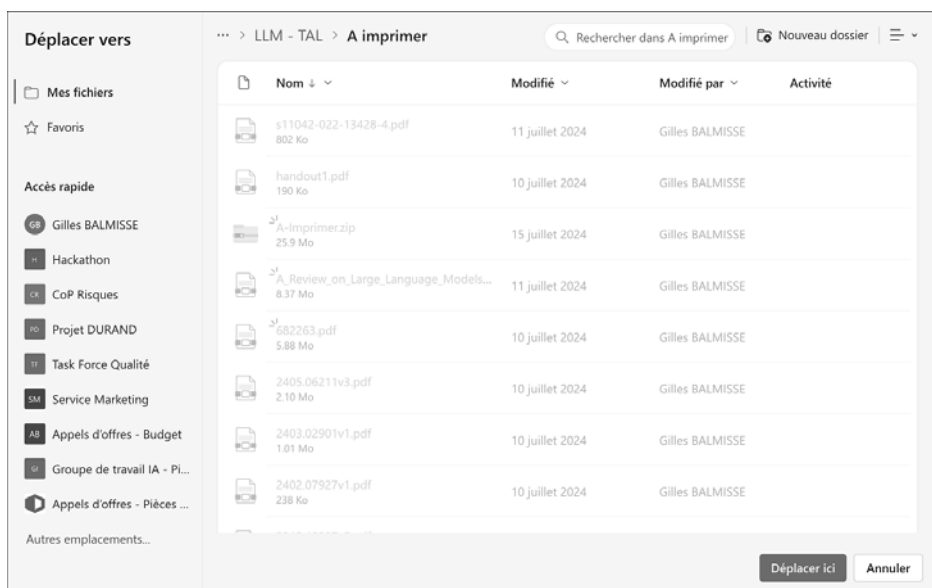 Déplacer vers
··· > LLM - TAL > A imprimer
Rechercher dans A imprimer
Nouveau dossier
Mes fichiers
Favoris
Accès rapide
GB Gilles BALMISSE
H Hackathon
CR CoP Risques
PD Projet DURAND
TF Task Force Qualité
SM Service Marketing
AB Appels d'offres - Budget
GI Groupe de travail IA - Pi...
Appels d'offres - Pièces ...
Autres emplacements...
Nom ↓ Modifié Modifié par Activité
s11042-022-13428-4.pdf
802 Ko
11 juillet 2024 Gilles BALMISSE
handout1.pdf
190 Ko
10 juillet 2024 Gilles BALMISSE
A-Imprimer.zip
25.9 Mo
15 juillet 2024 Gilles BALMISSE
A_Review_on_Large_Language_Models...
8.37 Mo
11 juillet 2024 Gilles BALMISSE
682263.pdf
5.88 Mo
10 juillet 2024 Gilles BALMISSE
2405.06211v3.pdf
2.10 Mo
10 juillet 2024 Gilles BALMISSE
2403.02901v1.pdf
1.01 Mo
10 juillet 2024 Gilles BALMISSE
2402.07927v1.pdf
238 Ko
10 juillet 2024 Gilles BALMISSE
Déplacer ici
Annuler